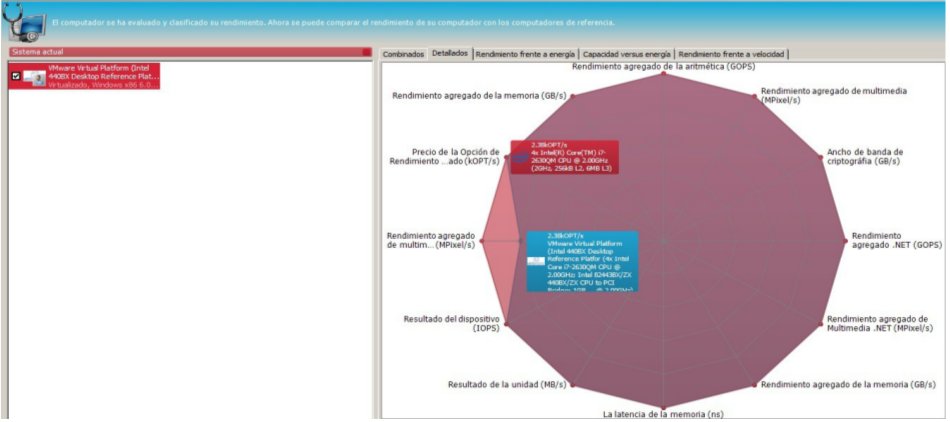 El computador se ha evaluado y clasificado su rendimiento. Ahora se puede comparar el rendimiento de su computador con los computadores de referencia.
Sistema actual
VMware Virtual Platform (Intel
440BX Desktop Reference Plat...
Virtualizado, Windows x86 6.0...
Combinados
Detallados
Rendimiento frente a energía
Capacidad versus energía
Rendimiento frente a velocidad
Rendimiento agregado de la aritmética (GOPS)
Rendimiento agregado de multimedia
(MPixel/s)
Rendimiento agregado de la memoria (GB/s)
Precio de la Opción de
Rendimiento ...ado (kOPT/s)
Ancho de banda de
criptográfia (GB/s)
2.38kOPT/s
4x Intel(R) Core(TM) i7-
2630QM CPU @ 2.00GHz
(2GHz, 256kB L2, 6MB L3)
Rendimiento agregado
de multim... (MPixel/s)
2.38kOPT/s
VMware Virtual Platform
(Intel 440BX Desktop
Reference Platfor (4x Intel
Core i7-2630QM CPU @
2.00GHz; Intel 82443BX/ZX
440BX/ZX CPU to PCI
Bridge; 1GB ... @ 2.00GHz)
Rendimiento
agregado .NET (GOPS)
Resultado del dispositivo
(IOPS)
Rendimiento agregado de
Multimedia .NET (MPixel/s)
Resultado de la unidad (MB/s)
Rendimiento agregado de la memoria (GB/s)
La latencia de la memoria (ns)